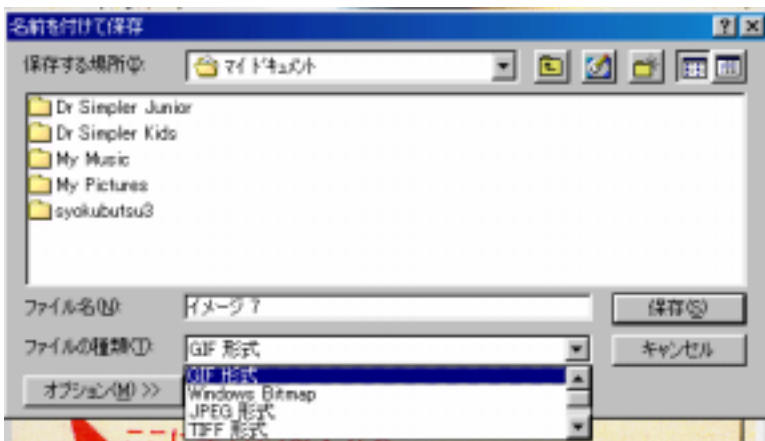 名前を付けて保存
保存する場所(I):
マイ ドキュメント
Dr Simpler Junior
Dr Simpler Kids
My Music
My Pictures
syokubutsu3
ファイル名(N):
イメージ 7
保存(S)
ファイルの種類(T):
GIF 形式
キャンセル
GIF 形式
オプション(M) >>
Windows Bitmap
JPEG 形式
TIFF 形式